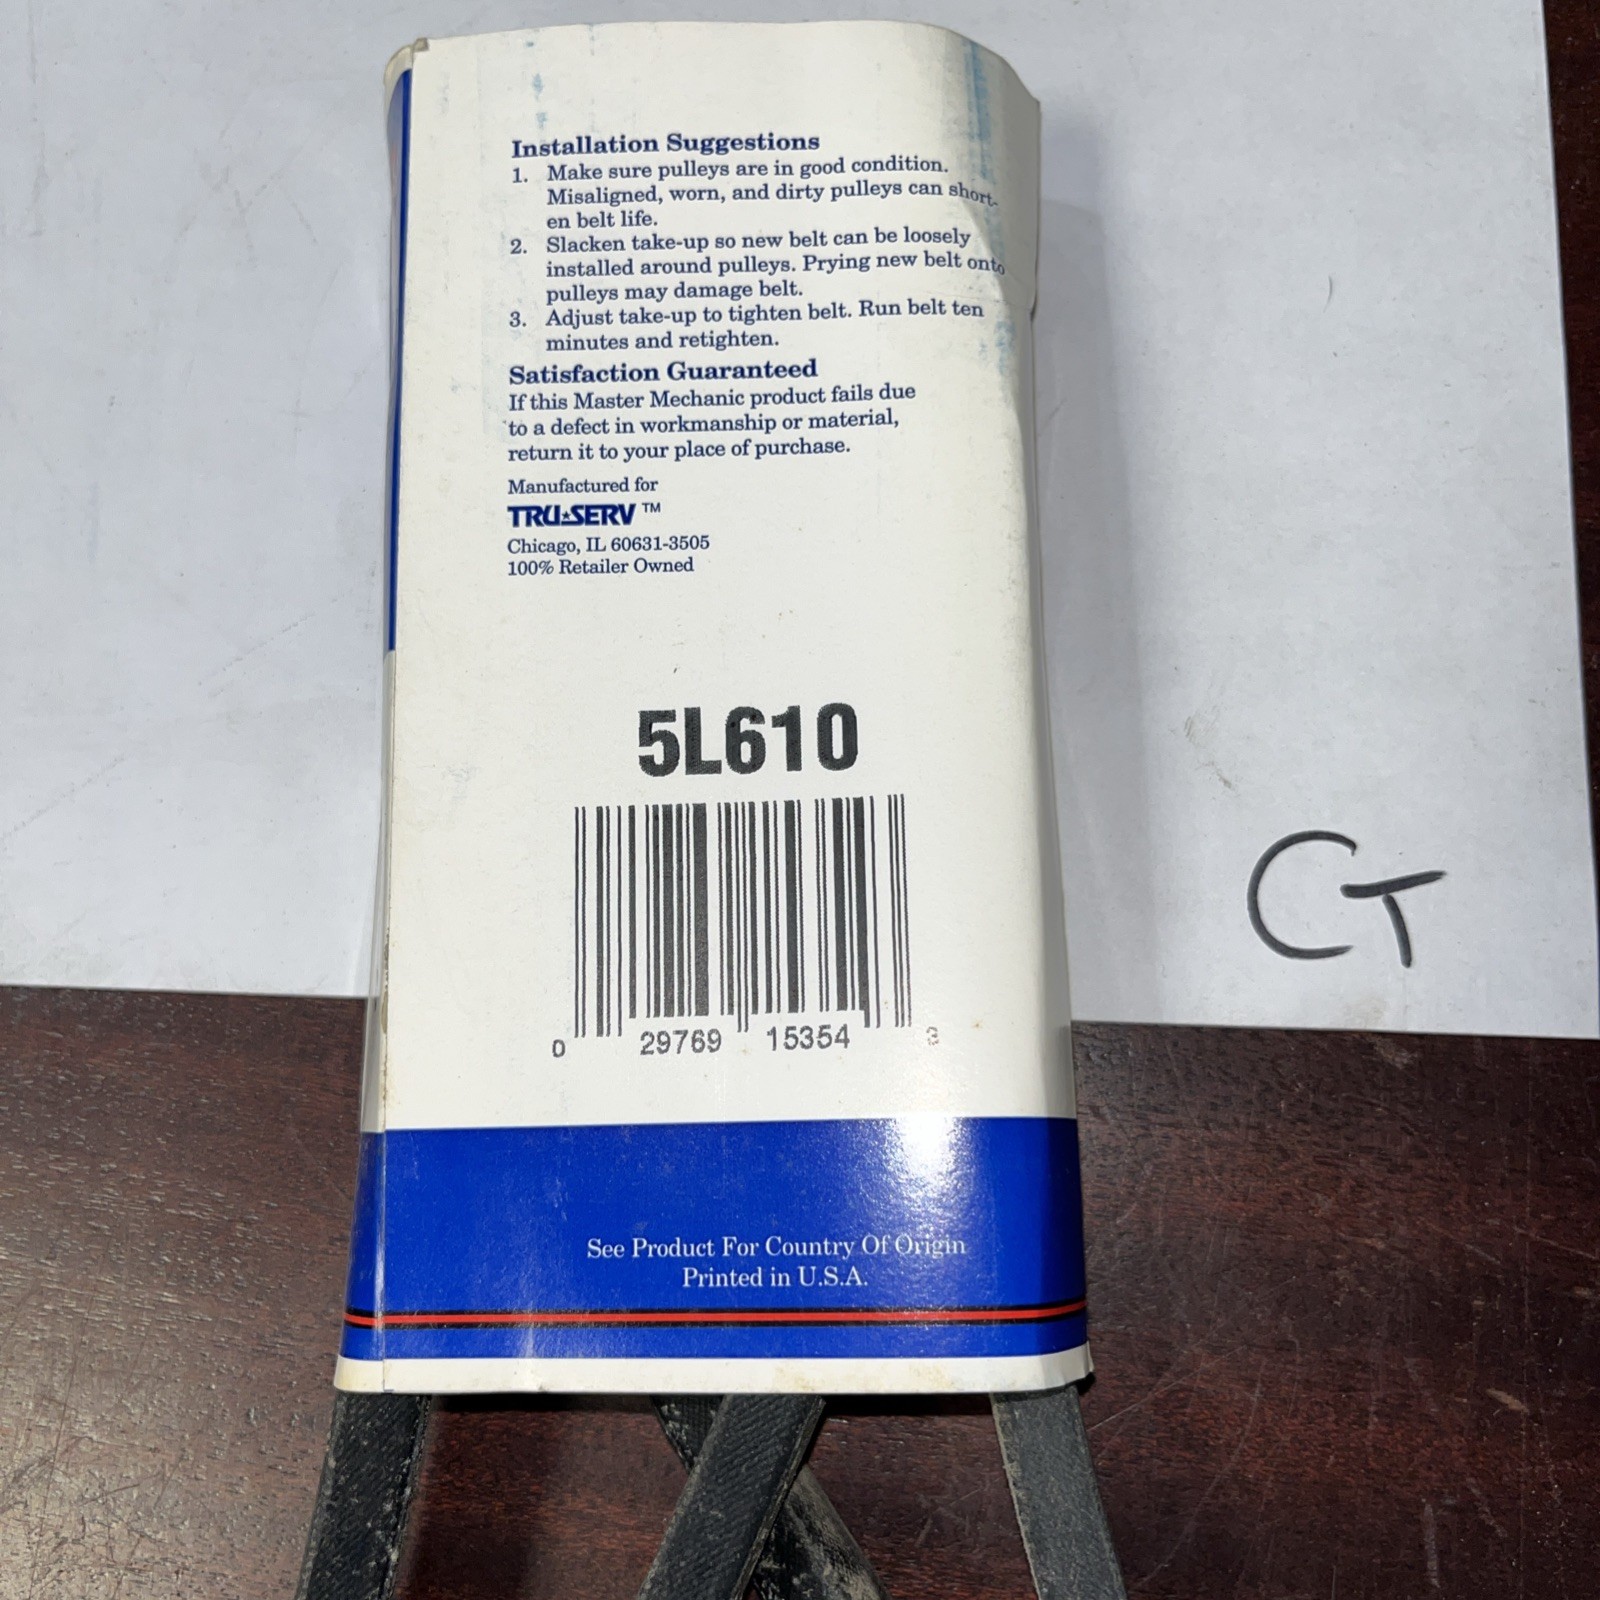 Installation Suggestions
1. Make sure pulleys are in good condition.
Misaligned, worn, and dirty pulleys can short-
en belt life.
2. Slacken take-up so new belt can be loosely
installed around pulleys. Prying new belt onto
pulleys may damage belt.
3. Adjust take-up to tighten belt. Run belt ten
minutes and retighten.
Satisfaction Guaranteed
If this Master Mechanic product fails due
to a defect in workmanship or material,
return it to your place of purchase.
Manufactured for
TRU★SERV ™
Chicago, IL 60631-3505
100% Retailer Owned
5L610
0 29769 15354 3
See Product For Country Of Origin
Printed in U.S.A.
CT